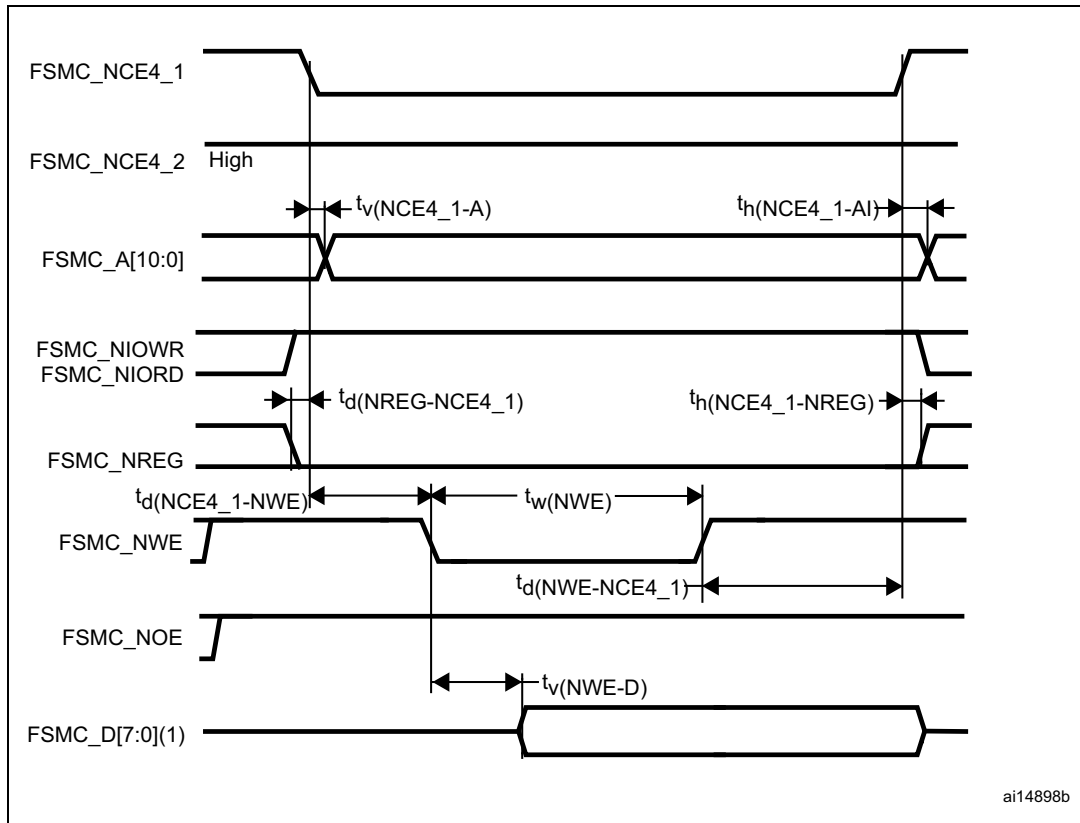 FSMC_NCE4_1
FSMC_NCE4_2 High
tv(NCE4_1-A) th(NCE4_1-AI)
FSMC_A[10:0]
FSMC_NIOWR
FSMC_NIORD
td(NREG-NCE4_1) th(NCE4_1-NREG)
FSMC_NREG
td(NCE4_1-NWE) tw(NWE)
FSMC_NWE
td(NWE-NCE4_1)
FSMC_NOE
tv(NWE-D)
FSMC_D[7:0](1)
ai14898b